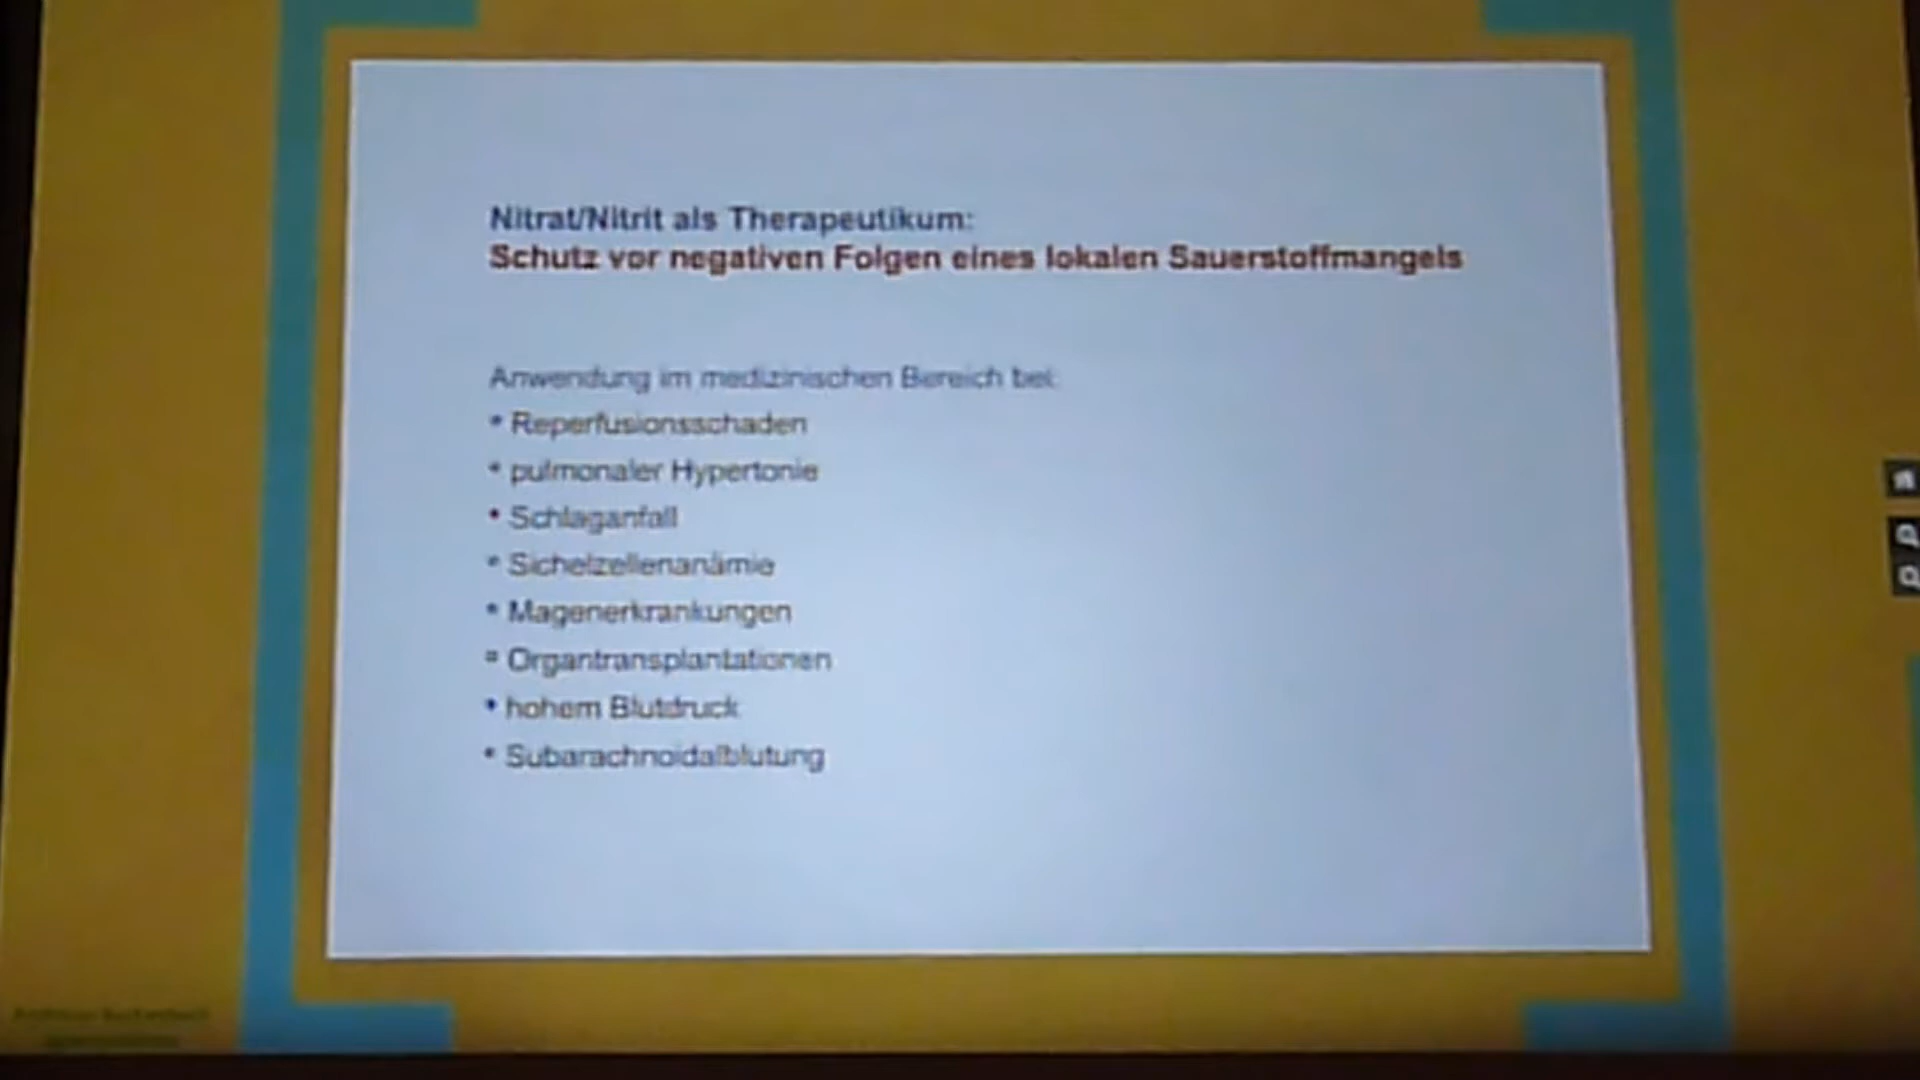 Nitrat/Nitrit als Therapeutikum:
Schutz vor negativen Folgen eines lokalen Sauerstoffmangels
Anwendung im medizinischen Bereich bei:
• Reperfusionsschaden
• pulmonaler Hypertonie
• Schlaganfall
• Sichelzellenanämie
• Magenerkrankungen
• Organtransplantationen
• hohem Blutdruck
• Subarachnoidalblutung